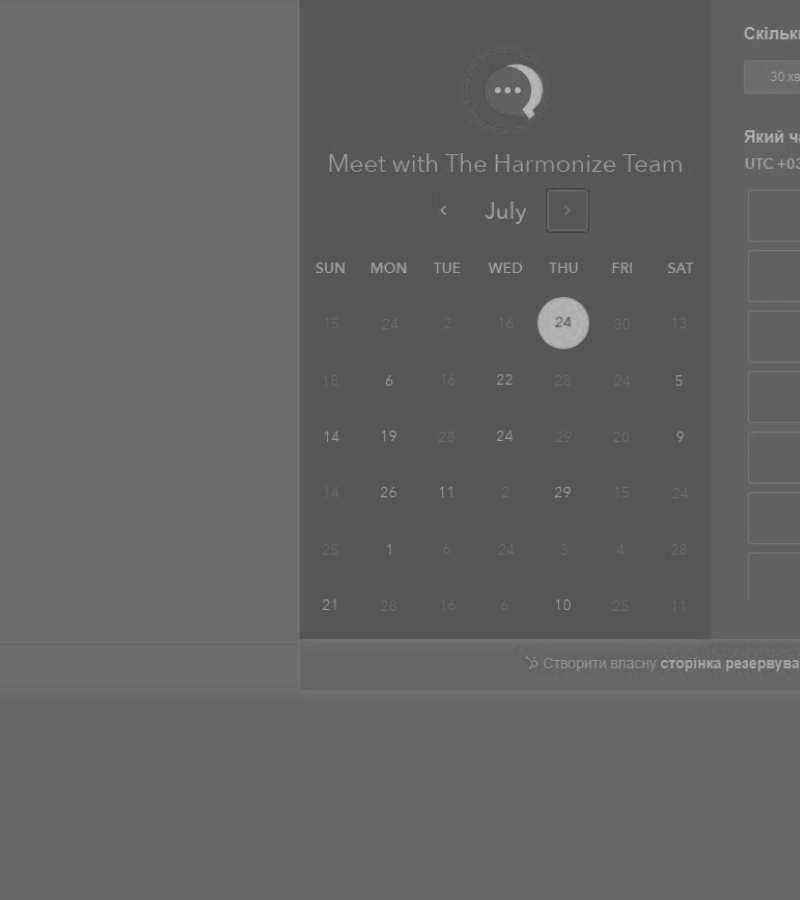 Meet with The Harmonize Team
July
SUN MON TUE WED THU FRI SAT
15 24 2 16 24 30 13
18 6 16 22 28 24 5
14 19 28 24 29 20 9
14 26 11 2 29 15 24
25 1 6 24 3 4 28
21 28 16 6 10 25 11
Скільки
30 хв
Який ча
UTC +03
Створити власну сторінка резервува